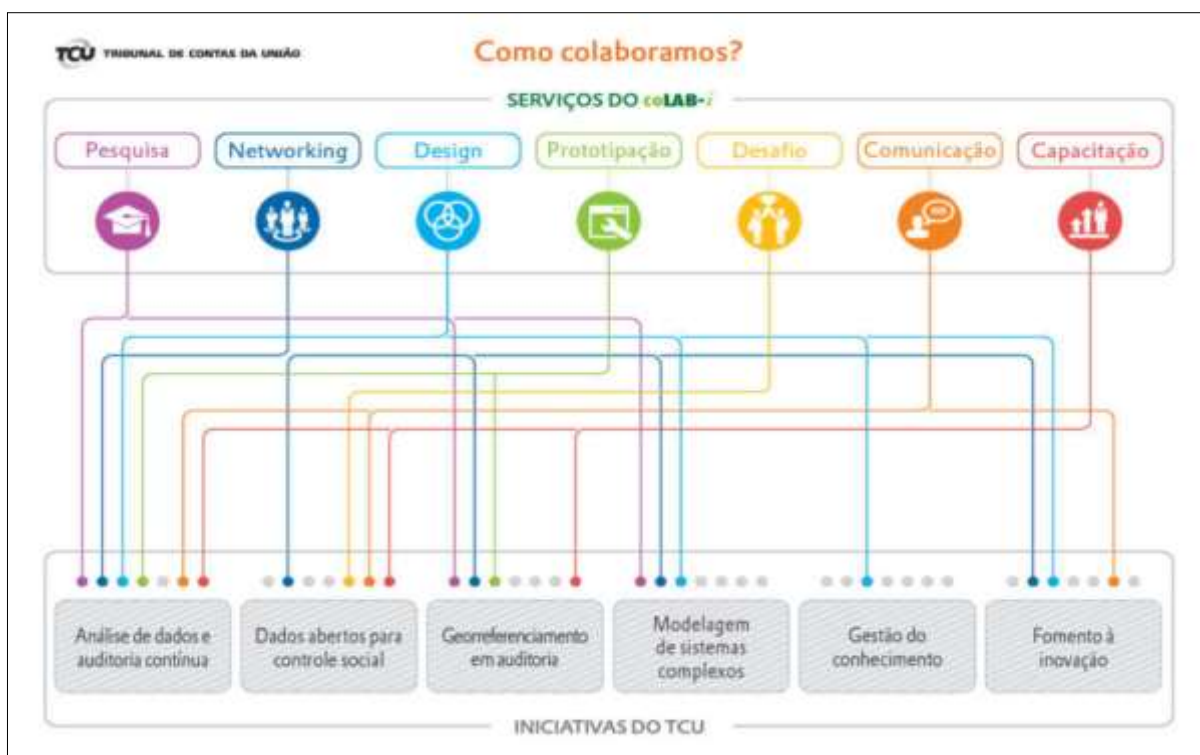 TCU TRIBUNAL DE CONTAS DA UNIÃO
Como colaboramos?
SERVIÇOS DO coLAB-i
Pesquisa
Networking
Design
Prototipação
Desafio
Comunicação
Capacitação
Análise de dados e
auditoria contínua
Dados abertos para
controle social
Georreferenciamento
em auditoria
Modelagem
de sistemas
complexos
Gestão do
conhecimento
Fomento à
inovação
INICIATIVAS DO TCU